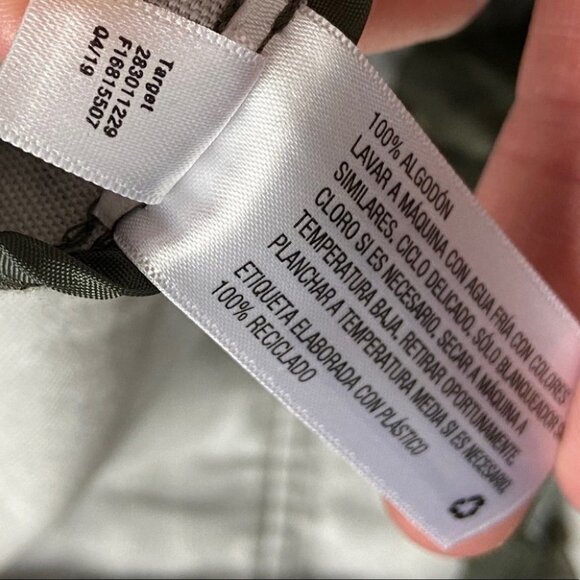 Target
283011229
F16815507
04/19
100% ALGODÓN
LAVAR A MÁQUINA CON AGUA FRÍA CON COLORES
SIMILARES, CICLO DELICADO, SÓLO BLANQUEADOR
CLORO SI ES NECESARIO, SECAR A MÁQUINA A
TEMPERATURA BAJA, RETIRAR OPORTUNAMENTE,
PLANCHAR A TEMPERATURA MEDIA SI ES NECESARIO.
ETIQUETA ELABORADA CON PLÁSTICO
100% RECICLADO